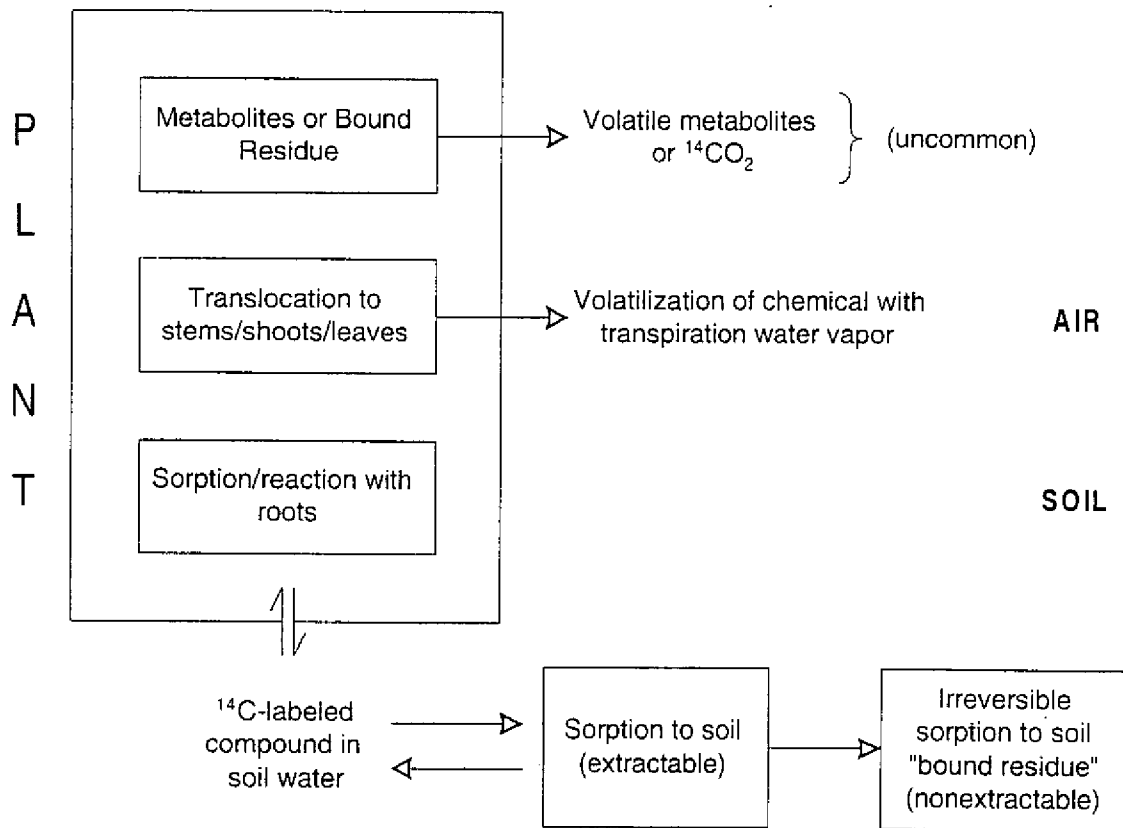 PLANT
Metabolites or Bound
Residue
Volatile metabolites
or ¹⁴CO₂
(uncommon)
Translocation to
stems/shoots/leaves
Volatilization of chemical with
transpiration water vapor
AIR
Sorption/reaction with
roots
SOIL
¹⁴C-labeled
compound in
soil water
Sorption to soil
(extractable)
Irreversible
sorption to soil
"bound residue"
(nonextractable)